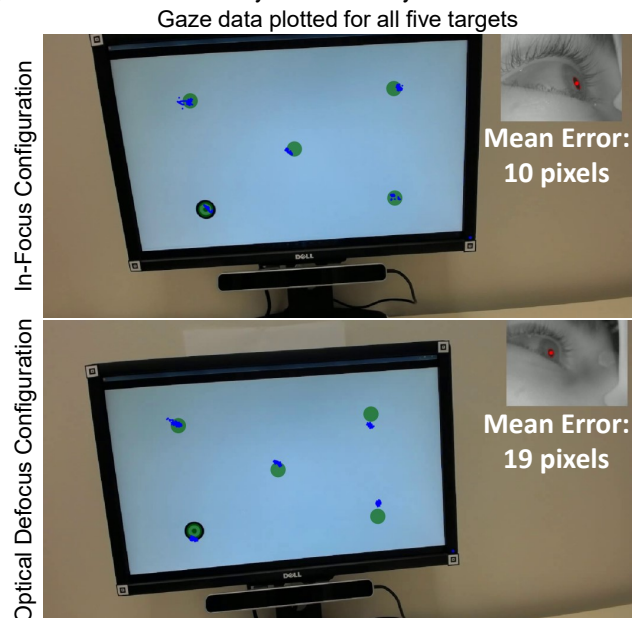 Gaze data plotted for all five targets
In-Focus Configuration
Mean Error:
10 pixels
DELL
Optical Defocus Configuration
Mean Error:
19 pixels
DELL